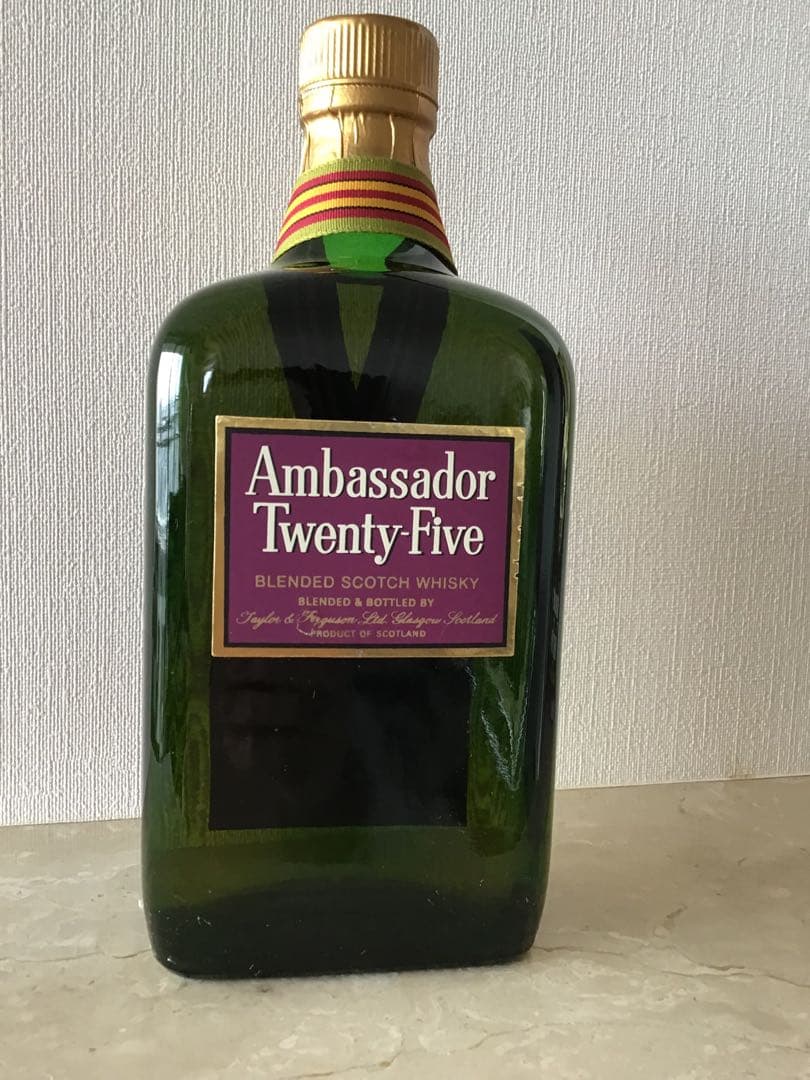 Ambassador
Twenty-Five
BLENDED SCOTCH WHISKY
BLENDED & BOTTLED BY
Taylor & Ferguson Ltd. Glasgow Scotland
PRODUCT OF SCOTLAND